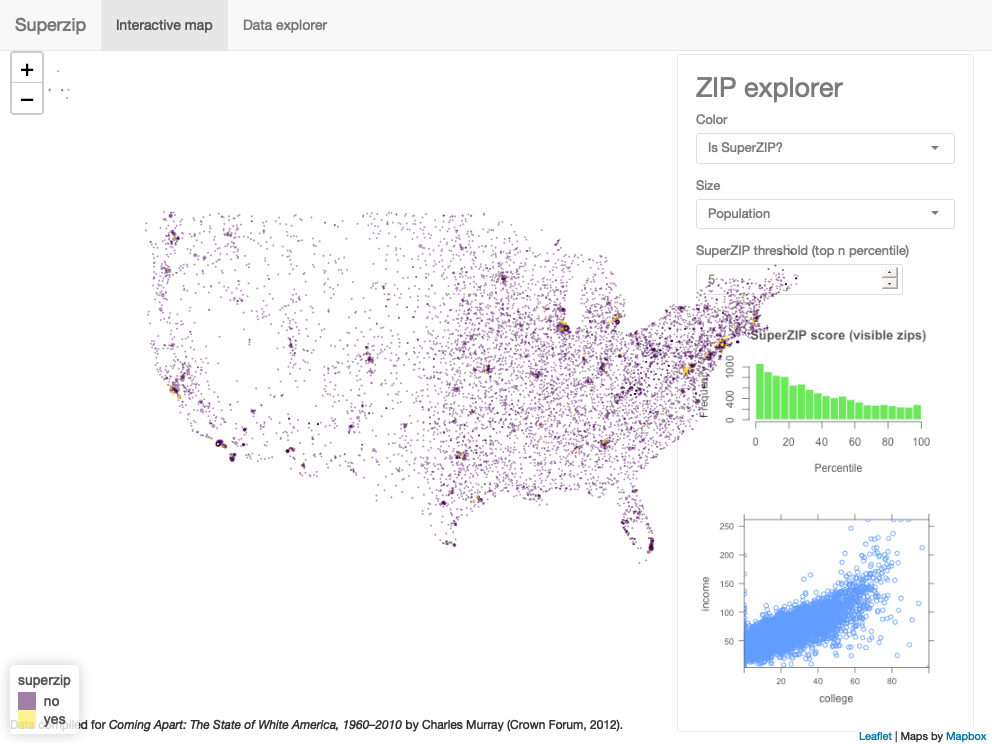 Superzip Interactive map Data explorer
+
−
ZIP explorer
Color
Is SuperZIP?
Size
Population
SuperZIP threshold (top n percentile)
5
SuperZIP score (visible zips)
Frequency
0 400 1000
0 20 40 60 80 100
Percentile
income
250
200
150
100
50
20 40 60 80
college
superzip
no
yes
Data compiled for Coming Apart: The State of White America, 1960–2010 by Charles Murray (Crown Forum, 2012).
Leaflet | Maps by Mapbox